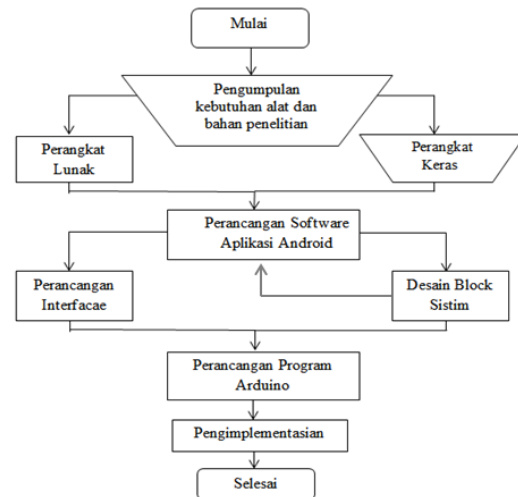 Mulai
Pengumpulan
kebutuhan alat dan
bahan penelitian
Perangkat
Lunak
Perangkat
Keras
Perancangan Software
Aplikasi Android
Perancangan
Interfacae
Desain Block
Sistim
Perancangan Program
Arduino
Pengimplementasian
Selesai